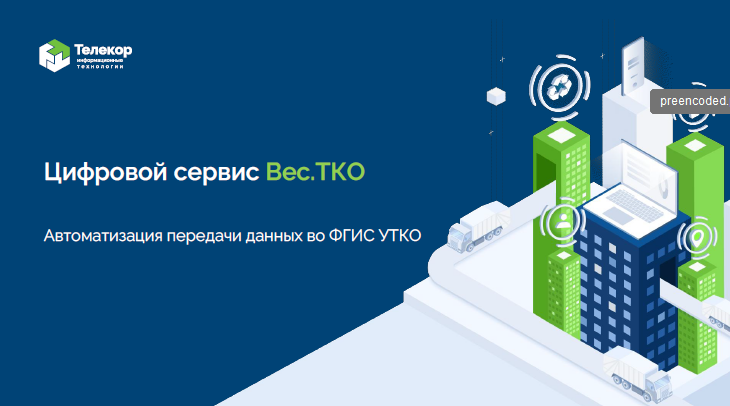 Телекор
информационные
технологии
preencoded.
Цифровой сервис Вес.ТКО
Автоматизация передачи данных во ФГИС УТКО